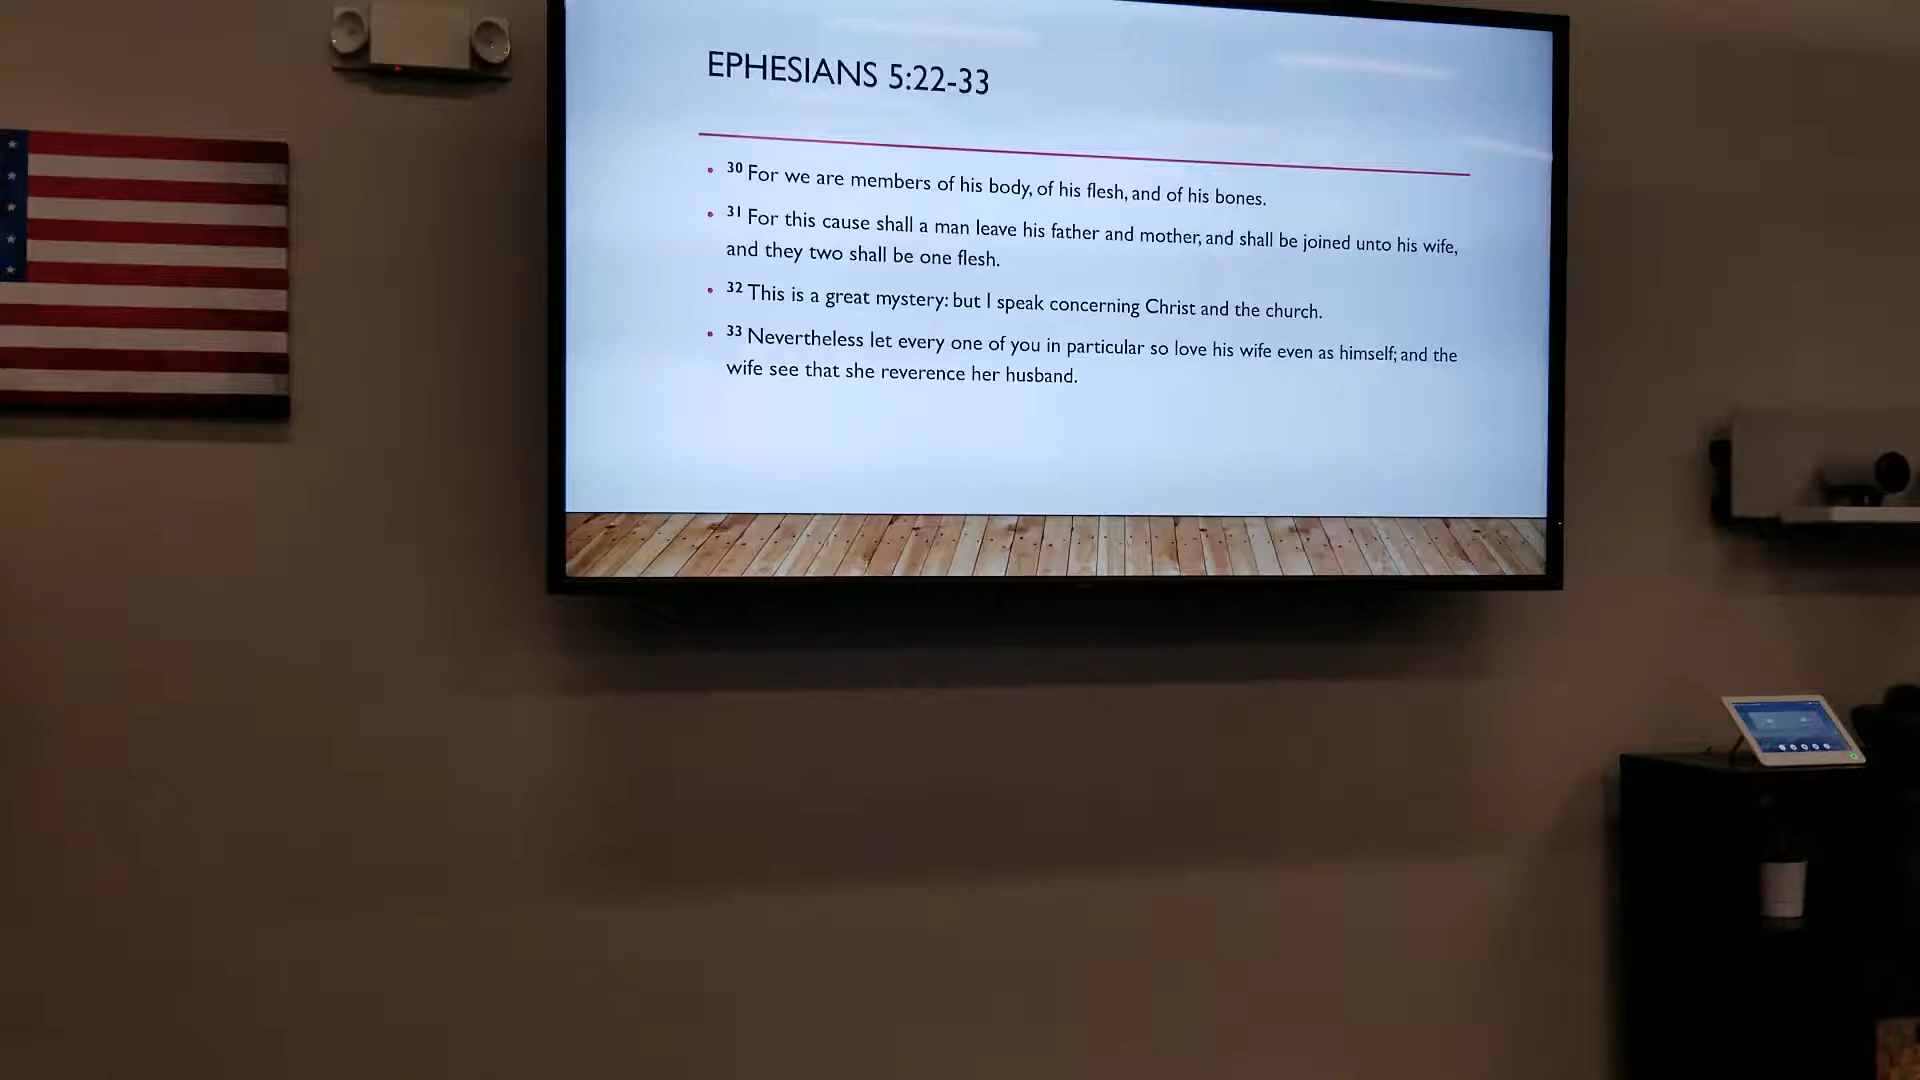 EPHESIANS 5:22-33
• 30 For we are members of his body, of his flesh, and of his bones.
• 31 For this cause shall a man leave his father and mother, and shall be joined unto his wife,
and they two shall be one flesh.
• 32 This is a great mystery: but I speak concerning Christ and the church.
• 33 Nevertheless let every one of you in particular so love his wife even as himself; and the
wife see that she reverence her husband.